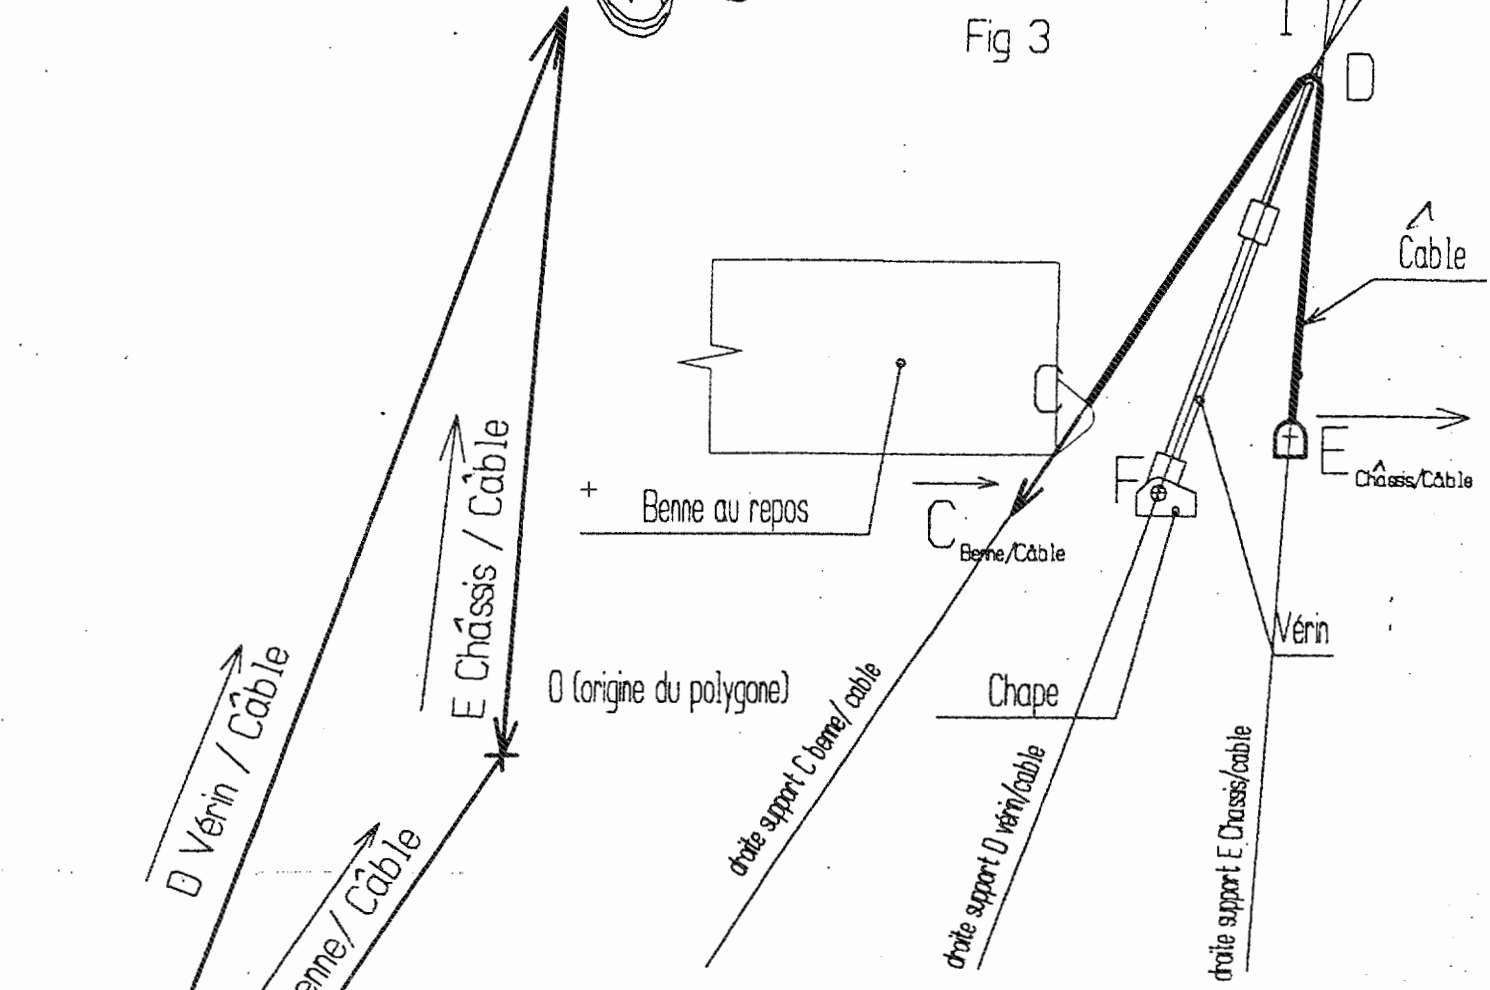 Fig 3
D
Câble
C
F
E Châssis/Câble
Benne au repos
C Benne/Câble
E Châssis / Câble
Vérin
O (origine du polygone)
Chape
D Vérin / Câble
droite support C benne/ cable
droite support D vérin/cable
droite support E Chassis/cable
enne/ Câble